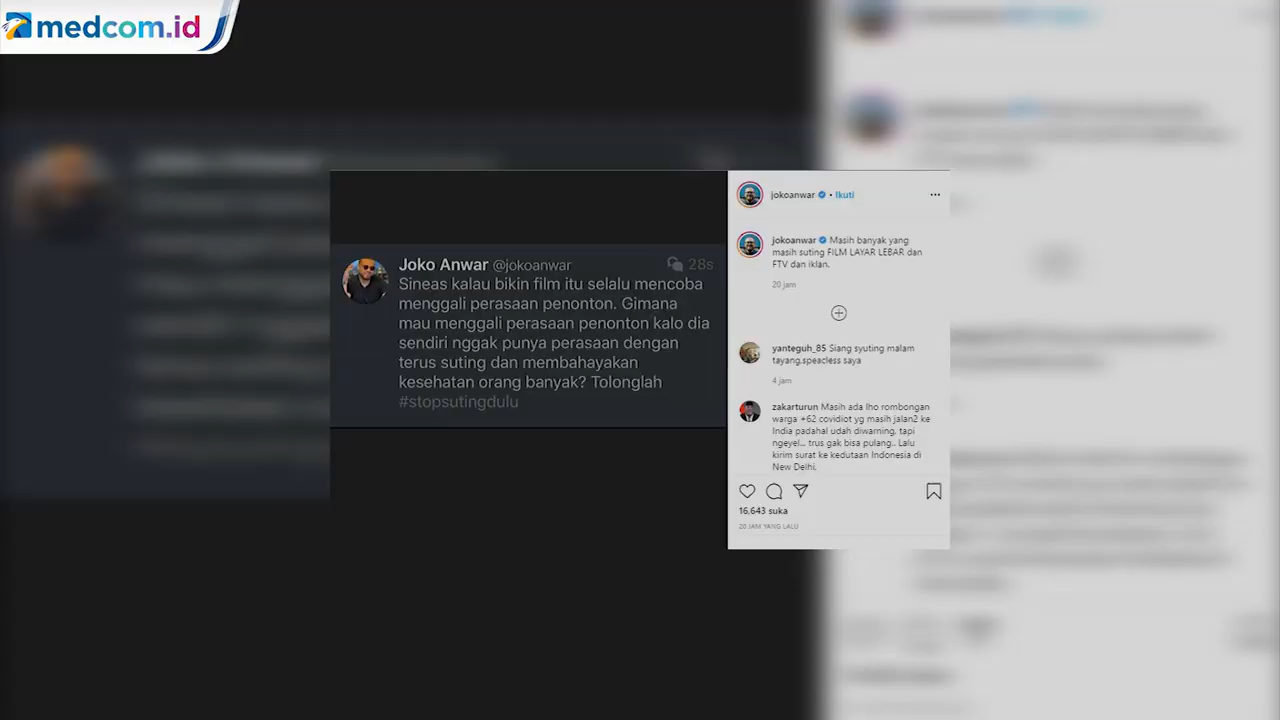 medcom.id
Joko Anwar @jokoanwar 28s
Sineas kalau bikin film itu selalu mencoba
menggali perasaan penonton. Gimana
mau menggali perasaan penonton kalo dia
sendiri nggak punya perasaan dengan
terus suting dan membahayakan
kesehatan orang banyak? Tolonglah
#stopsutingdulu
jokoanwar • Ikuti
jokoanwar Masih banyak yang
masih suting FILM LAYAR LEBAR dan
FTV dan iklan.
20 jam
yanteguh_85 Siang syuting malam
tayang.speacless saya
4 jam
zakarturun Masih ada lho rombongan
warga +62 covidiot yg masih jalan2 ke
India padahal udah diwarning, tapi
ngeyel... trus gak bisa pulang.. Lalu
kirim surat ke kedutaan Indonesia di
New Delhi.
16,643 suka
20 JAM YANG LALU